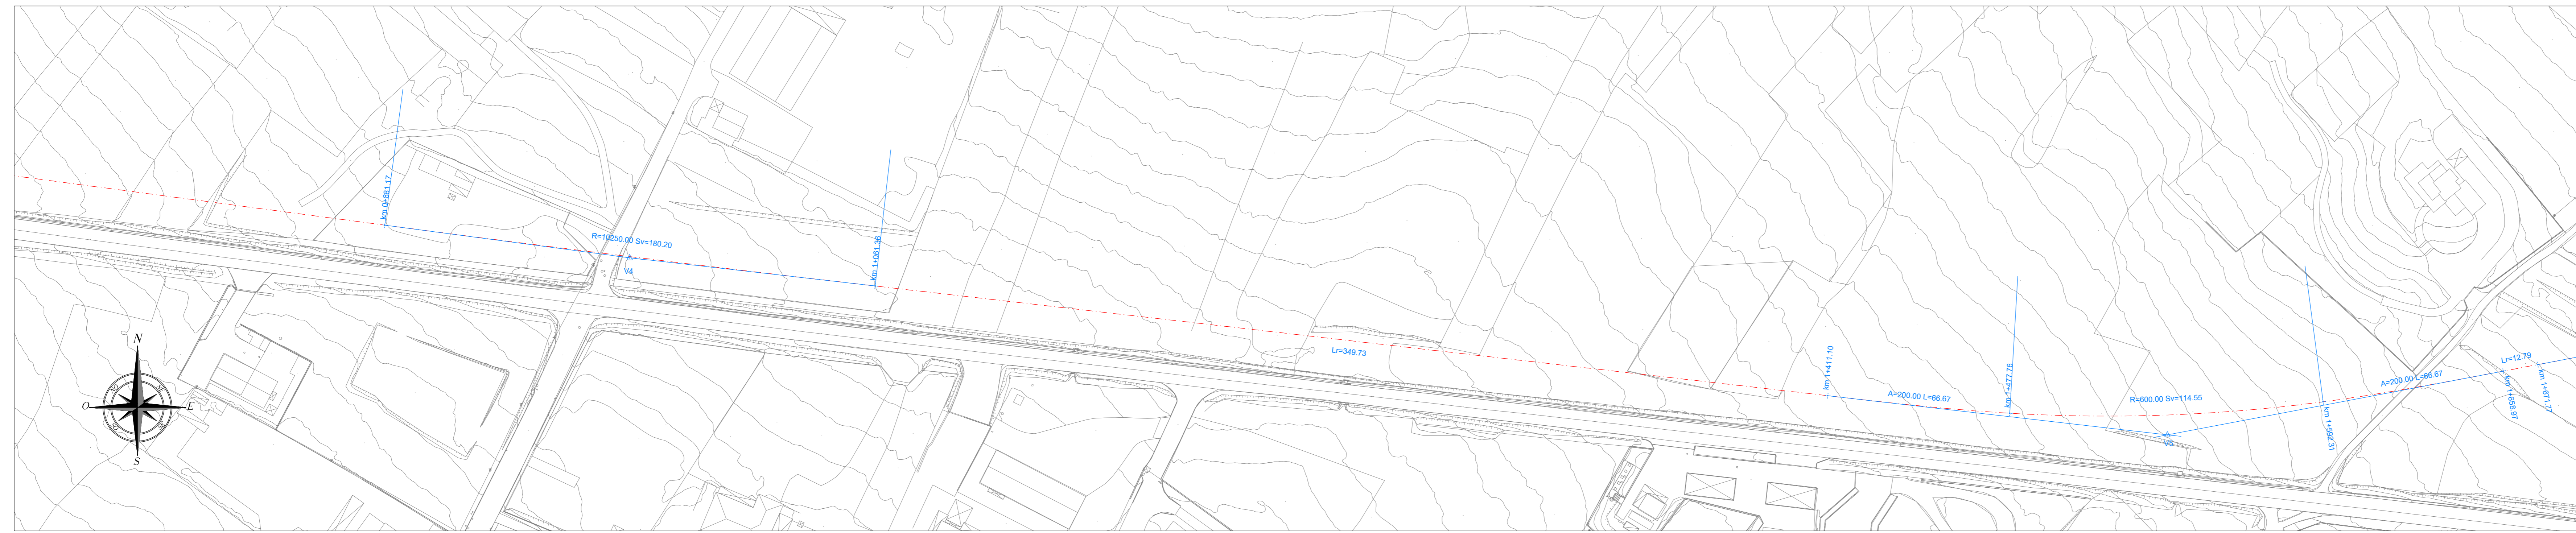 km 0+881.17
R=10250.00 Sv=180.20
V4
km 1+061.36
Lr=349.73
km 1+411.10
A=200.00 L=66.67
km 1+477.76
R=600.00 Sv=114.55
V5
km 1+592.31
A=200.00 L=66.67
km 1+658.97
Lr=12.79
km 1+671.77
N
O
E
S